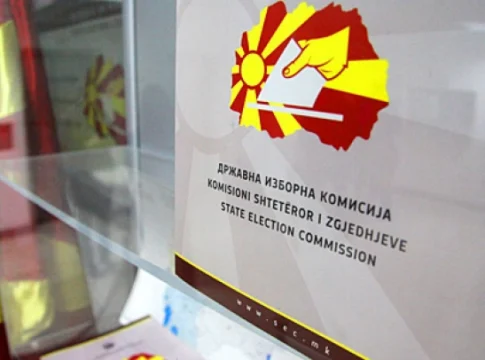 ДРЖАВНА ИЗБОРНА КОМИСИЈА
KOMISIONI SHTETËROR I ZGJEDHJEVE
STATE ELECTION COMMISSION
www.sec.mk